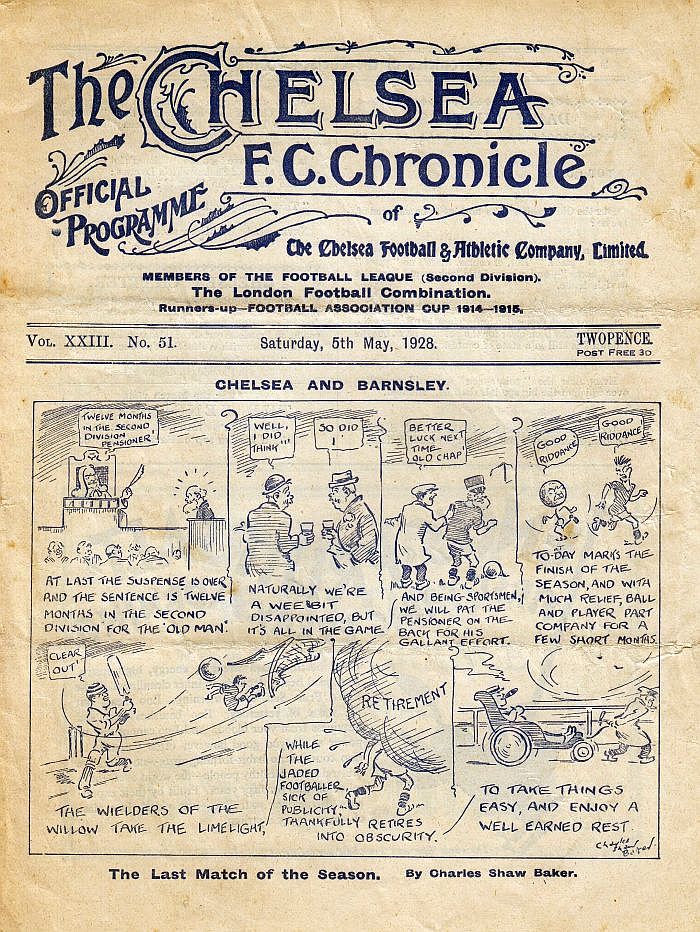 The CHELSEA
F.C. Chronicle
OFFICIAL
PROGRAMME
of
The Chelsea Football & Athletic Company, Limited.
MEMBERS OF THE FOOTBALL LEAGUE (Second Division).
The London Football Combination.
Runners-up—FOOTBALL ASSOCIATION CUP 1914-1915.
VOL. XXIII. No. 51.
Saturday, 5th May, 1928.
TWOPENCE.
POST FREE 3D
CHELSEA AND BARNSLEY.
TWELVE MONTHS
IN THE SECOND
DIVISION
PENSIONER!
AT LAST THE SUSPENSE IS OVER
AND THE SENTENCE IS "TWELVE
MONTHS IN THE SECOND
DIVISION" FOR THE "OLD MAN".
WELL,
I DID
THINK!!!
SO DID
I
NATURALLY WE'RE
A WEE BIT
DISAPPOINTED, BUT
IT'S ALL IN THE GAME
BETTER
LUCK NEXT
TIME
OLD CHAP!
AND BEING SPORTSMEN,
WE WILL PAT THE
PENSIONER ON THE
BACK FOR HIS
GALLANT EFFORT.
GOOD
RIDDANCE!
GOOD
RIDDANCE!
TO-DAY MARKS THE
FINISH OF THE
SEASON, AND WITH
MUCH RELIEF, BALL
AND PLAYER PART
COMPANY FOR A
FEW SHORT MONTHS.
CLEAR
OUT!
THE WIELDERS OF THE
WILLOW TAKE THE LIMELIGHT,
RETIREMENT
WHILE
THE
JADED
FOOTBALLER
SICK OF
PUBLICITY
THANKFULLY RETIRES
INTO OBSCURITY.
TO TAKE THINGS
EASY, AND ENJOY A
WELL EARNED REST.
Charles
Shaw
Baker.
The Last Match of the Season. By Charles Shaw Baker.